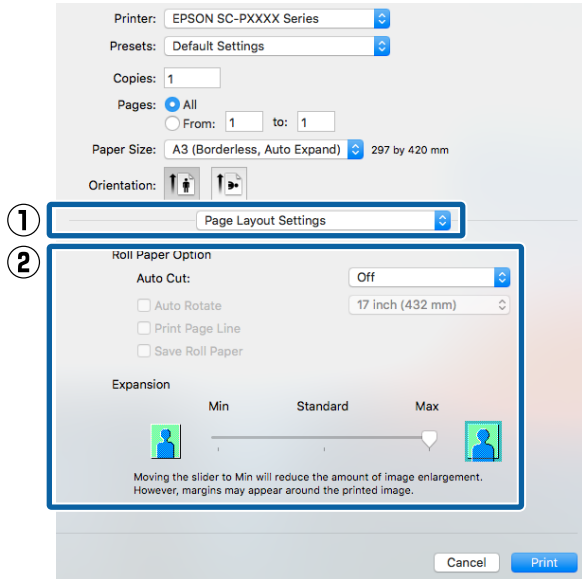 Printer: EPSON SC-PXXXX Series
Presets: Default Settings
Copies: 1
Pages: All
From: 1 to: 1
Paper Size: A3 (Borderless, Auto Expand) 297 by 420 mm
Orientation:
1 Page Layout Settings
2
Roll Paper Option
Auto Cut: Off
Auto Rotate 17 inch (432 mm)
Print Page Line
Save Roll Paper
Expansion
Min Standard Max
Moving the slider to Min will reduce the amount of image enlargement.
However, margins may appear around the printed image.
Cancel Print